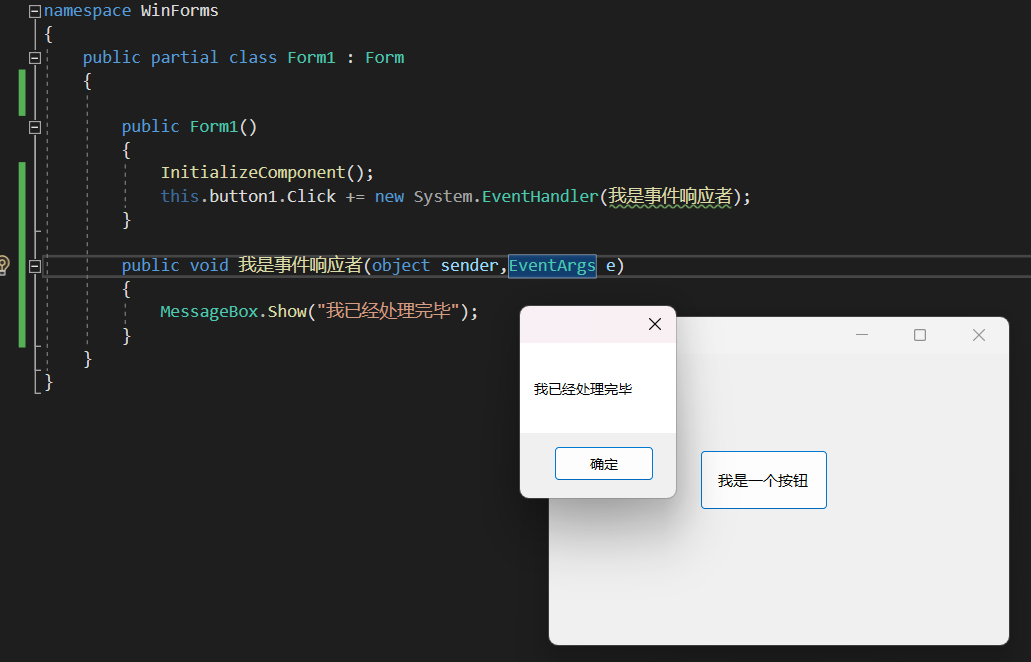 namespace WinForms
{
public partial class Form1 : Form
{
public Form1()
{
InitializeComponent();
this.button1.Click += new System.EventHandler(我是事件响应者);
}
public void 我是事件响应者(object sender,EventArgs e)
{
MessageBox.Show("我已经处理完毕");
}
}
}
我已经处理完毕
确定
我是一个按钮